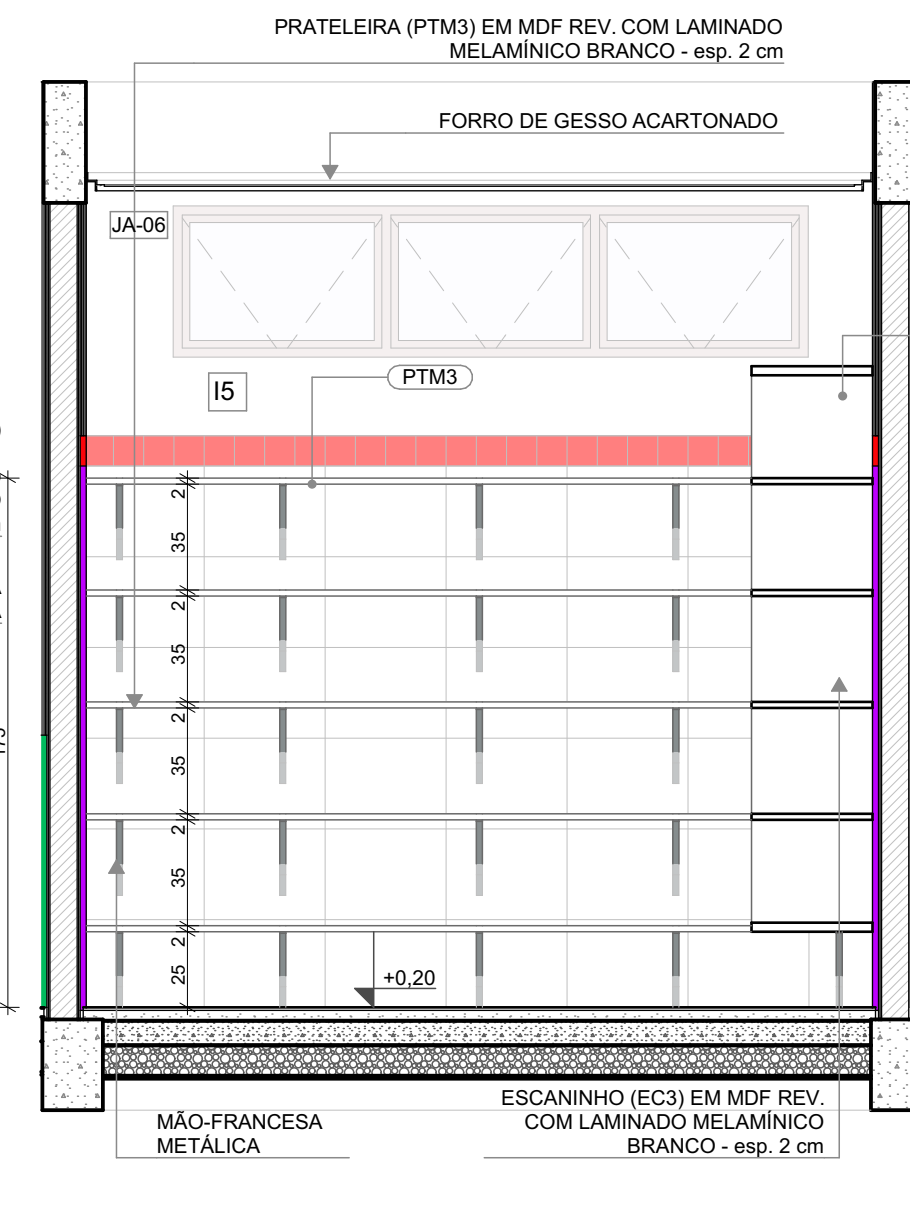 PRATELEIRA (PTM3) EM MDF REV. COM LAMINADO
MELAMÍNICO BRANCO - esp. 2 cm
FORRO DE GESSO ACARTONADO
JA-06
PTM3
I5
2
35
2
35
2
35
2
35
2
25
+0,20
MÃO-FRANCESA
METÁLICA
ESCANINHO (EC3) EM MDF REV.
COM LAMINADO MELAMÍNICO
BRANCO - esp. 2 cm